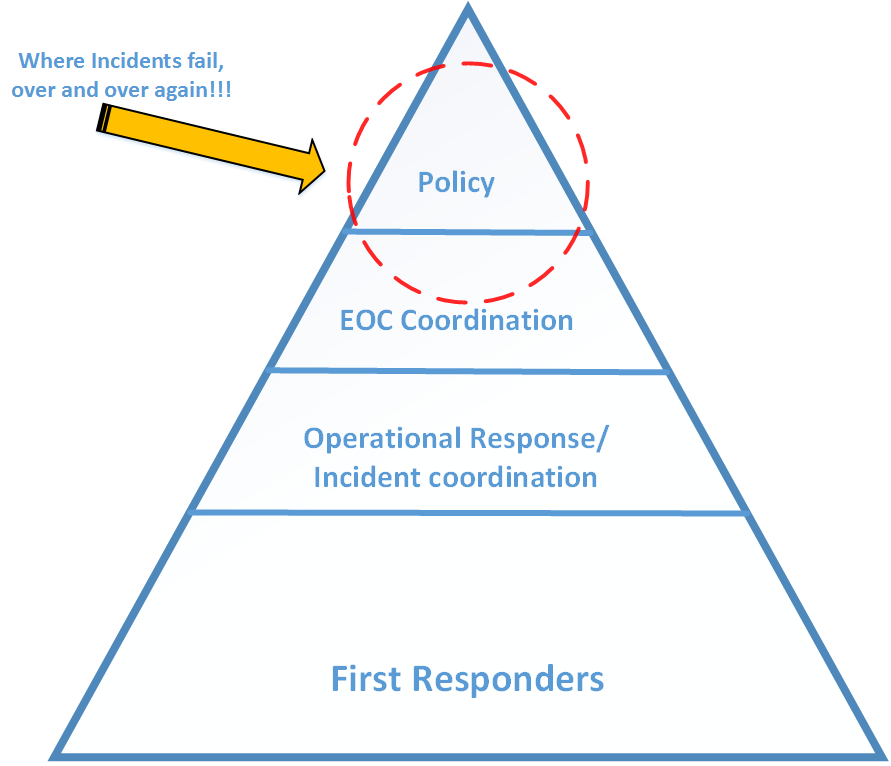 Where Incidents fail,
over and over again!!!
Policy
EOC Coordination
Operational Response/
Incident coordination
First Responders